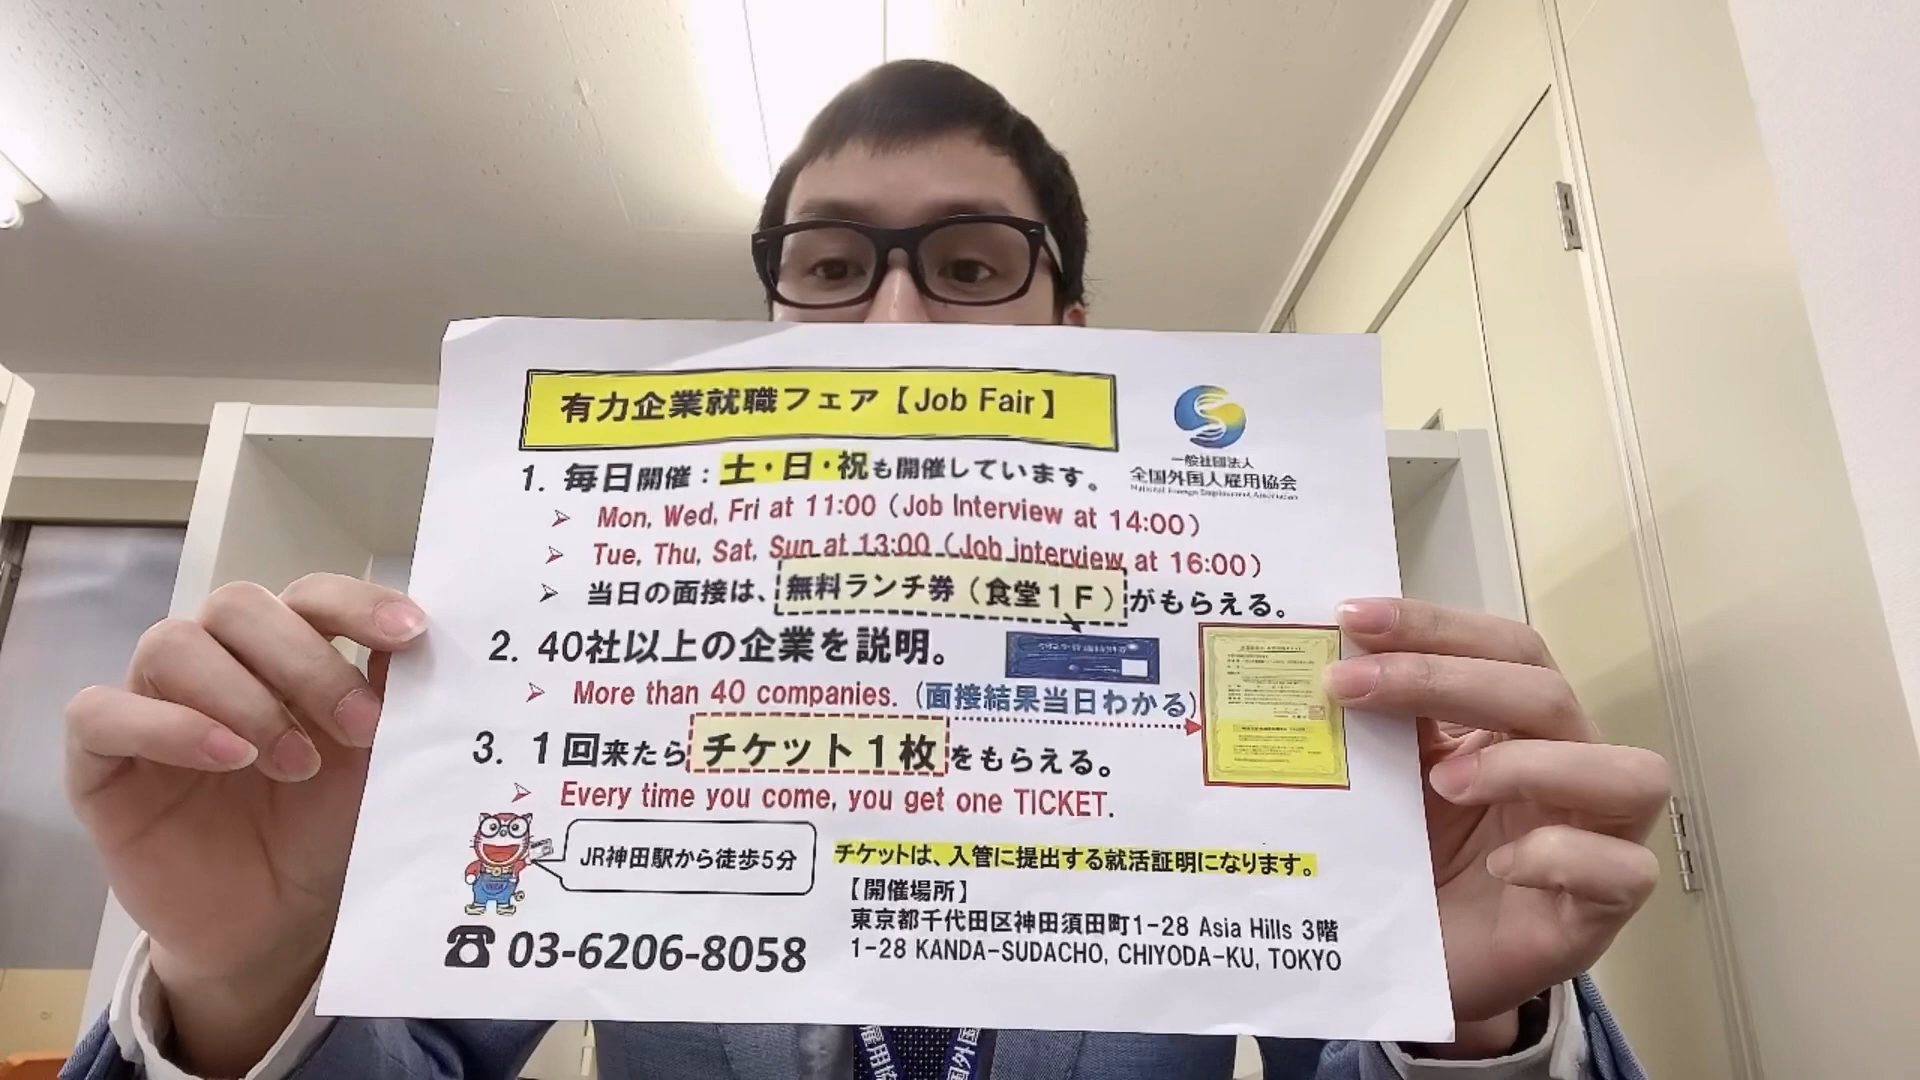 有力企業就職フェア【Job Fair】
一般社団法人
全国外国人雇用協会
National Foreign Employment Association
1. 毎日開催：土・日・祝も開催しています。
➢ Mon, Wed, Fri at 11:00（Job Interview at 14:00）
➢ Tue, Thu, Sat, Sun at 13:00（Job interview at 16:00）
➢ 当日の面接は、無料ランチ券（食堂１Ｆ）がもらえる。
2. 40社以上の企業を説明。
➢ More than 40 companies.（面接結果当日わかる）
3. １回来たらチケット１枚をもらえる。
➢ Every time you come, you get one TICKET.
JR神田駅から徒歩5分
チケットは、入管に提出する就活証明になります。
【開催場所】
東京都千代田区神田須田町1-28 Asia Hills 3階
1-28 KANDA-SUDACHO, CHIYODA-KU, TOKYO
☎ 03-6206-8058
雇用協
国外国